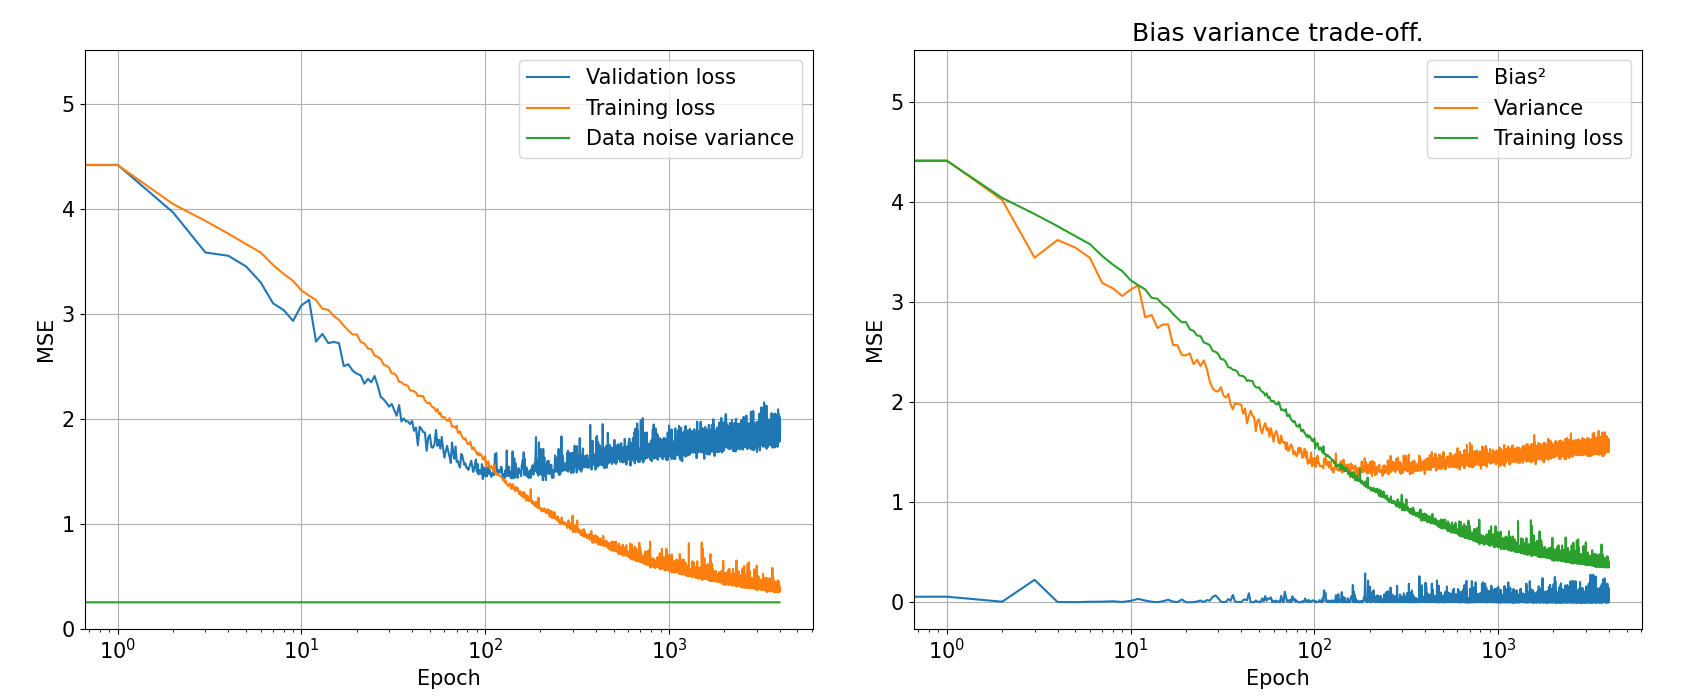 Validation loss
Training loss
Data noise variance
5
4
3
2
1
0
MSE
10⁰
10¹
10²
10³
Epoch
Bias variance trade-off.
Bias²
Variance
Training loss
5
4
3
2
1
0
MSE
10⁰
10¹
10²
10³
Epoch